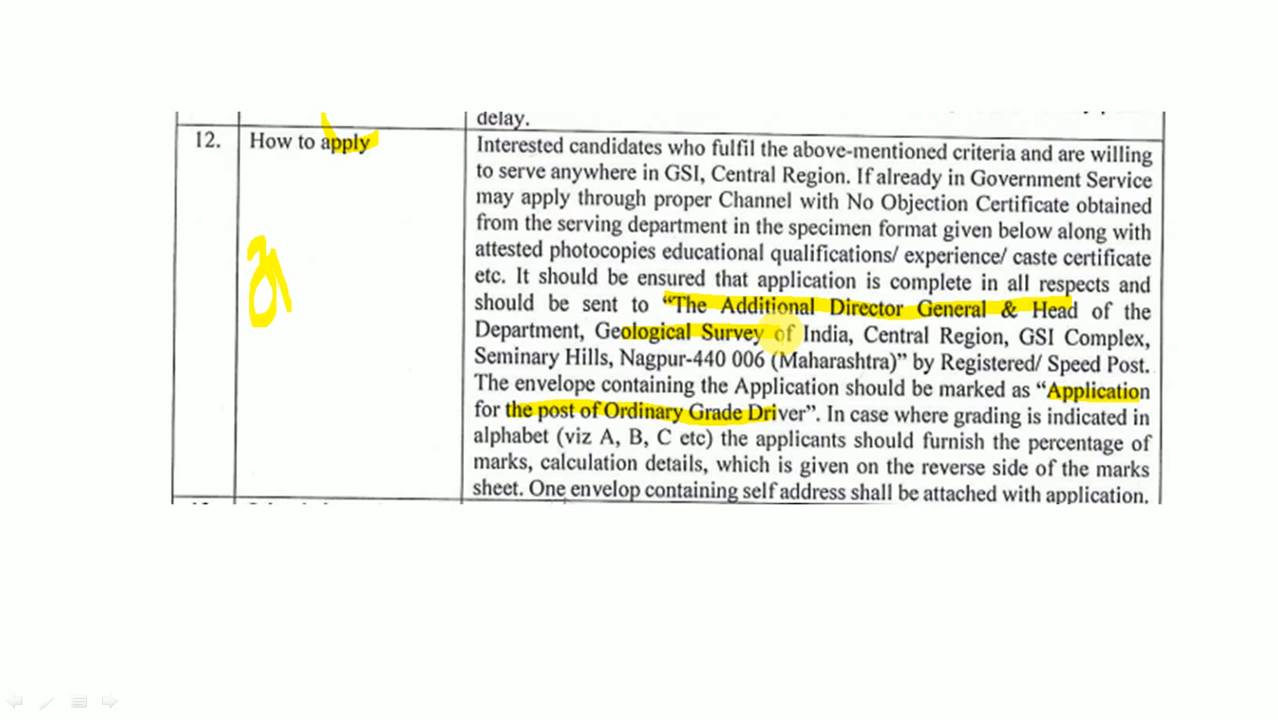 delay.
12. How to apply
Interested candidates who fulfil the above-mentioned criteria and are willing
to serve anywhere in GSI, Central Region. If already in Government Service
may apply through proper Channel with No Objection Certificate obtained
from the serving department in the specimen format given below along with
attested photocopies educational qualifications/ experience/ caste certificate
etc. It should be ensured that application is complete in all respects and
should be sent to “The Additional Director General & Head of the
Department, Geological Survey of India, Central Region, GSI Complex,
Seminary Hills, Nagpur-440 006 (Maharashtra)” by Registered/ Speed Post.
The envelope containing the Application should be marked as “Application
for the post of Ordinary Grade Driver”. In case where grading is indicated in
alphabet (viz A, B, C etc) the applicants should furnish the percentage of
marks, calculation details, which is given on the reverse side of the marks
sheet. One envelop containing self address shall be attached with application.